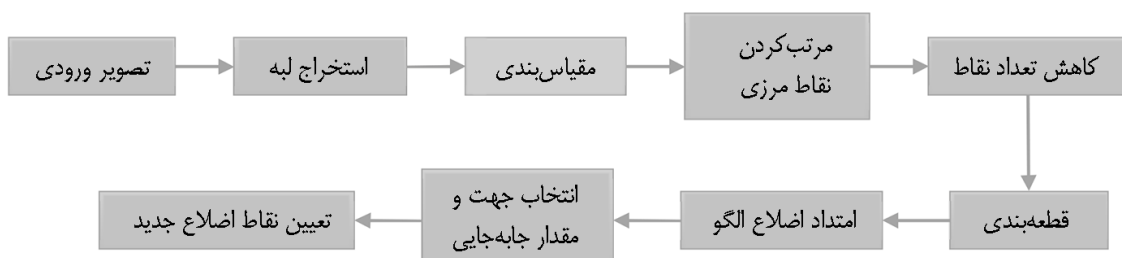 تصویر ورودی
استخراج لبه
مقیاس‌بندی
مرتب‌کردن
نقاط مرزی
کاهش تعداد نقاط
قطعه‌بندی
امتداد اضلاع الگو
انتخاب جهت و
مقدار جابه‌جایی
تعیین نقاط اضلاع جدید